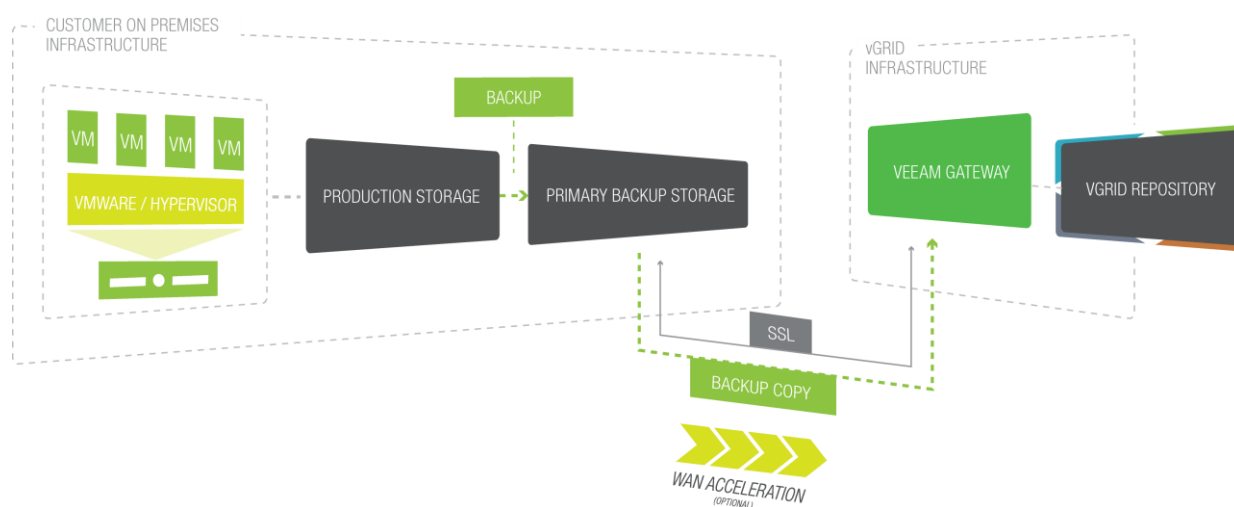 CUSTOMER ON PREMISES
INFRASTRUCTURE
vGRID
INFRASTRUCTURE
BACKUP
VM
VM
VM
VM
VMWARE / HYPERVISOR
PRODUCTION STORAGE
PRIMARY BACKUP STORAGE
VEEAM GATEWAY
VGRID REPOSITORY
SSL
BACKUP COPY
WAN ACCELERATION
(OPTIONAL)